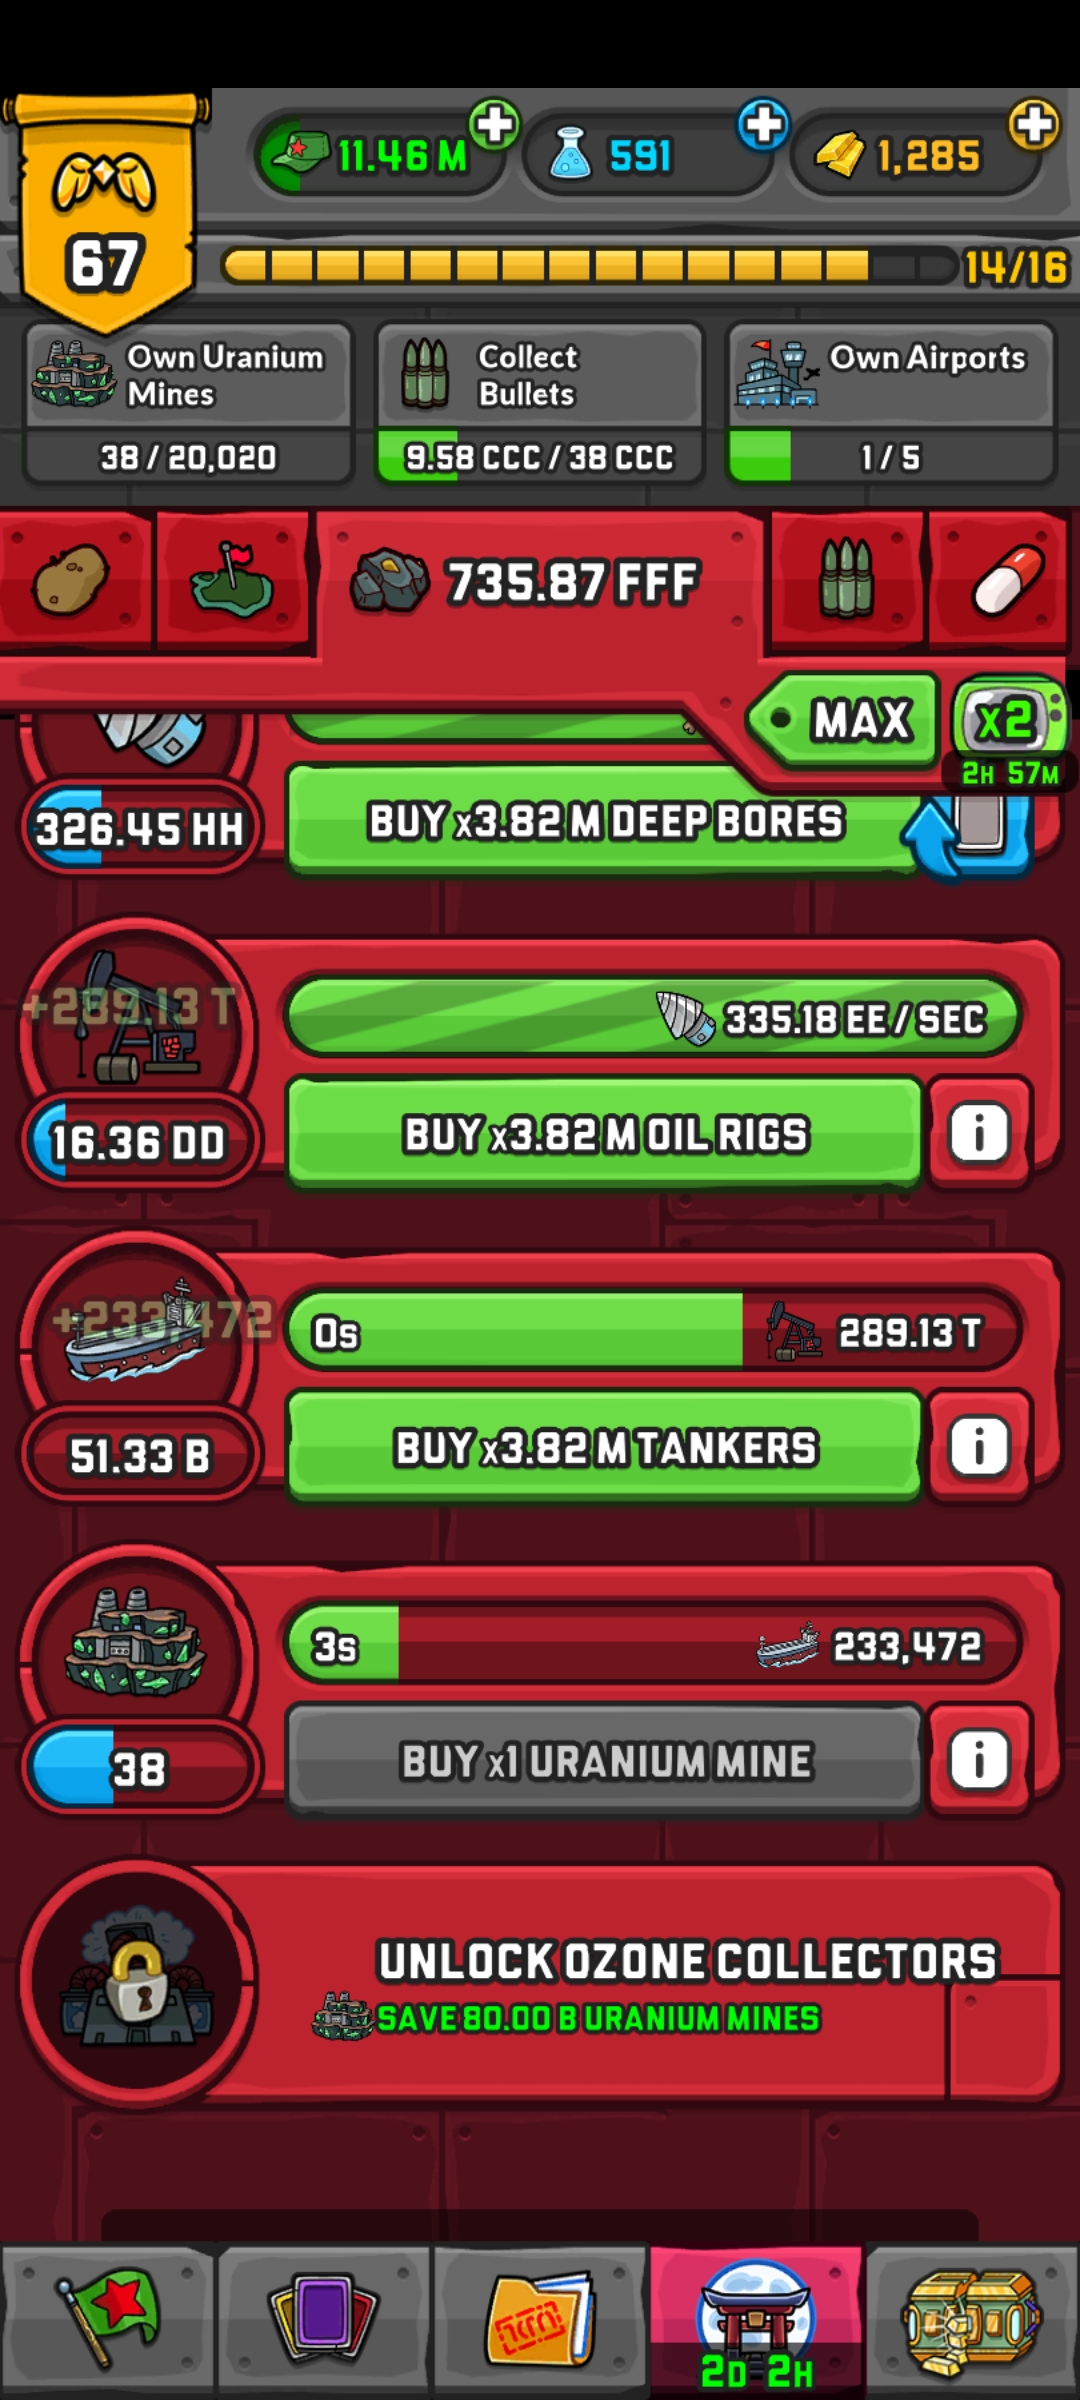 11.46 M
591
1,285
67
14/16
Own Uranium
Mines
38 / 20,020
Collect
Bullets
9.58 CCC / 38 CCC
Own Airports
1 / 5
735.87 FFF
MAX
x2
2H 57M
326.45 HH
BUY x3.82 M DEEP BORES
+289.13 T
335.18 EE / SEC
16.36 DD
BUY x3.82 M OIL RIGS
i
+233,472
0s
289.13 T
51.33 B
BUY x3.82 M TANKERS
i
3s
233,472
38
BUY x1 URANIUM MINE
i
UNLOCK OZONE COLLECTORS
SAVE 80.00 B URANIUM MINES
2D 2H